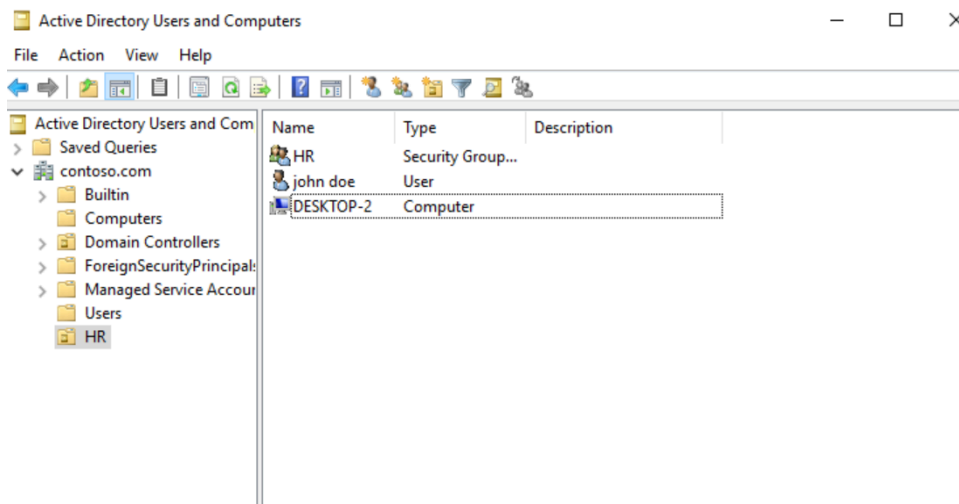 Active Directory Users and Computers
File Action View Help
Active Directory Users and Com
Saved Queries
contoso.com
Builtin
Computers
Domain Controllers
ForeignSecurityPrincipals
Managed Service Accour
Users
HR
Name Type Description
HR Security Group...
john doe User
DESKTOP-2 Computer